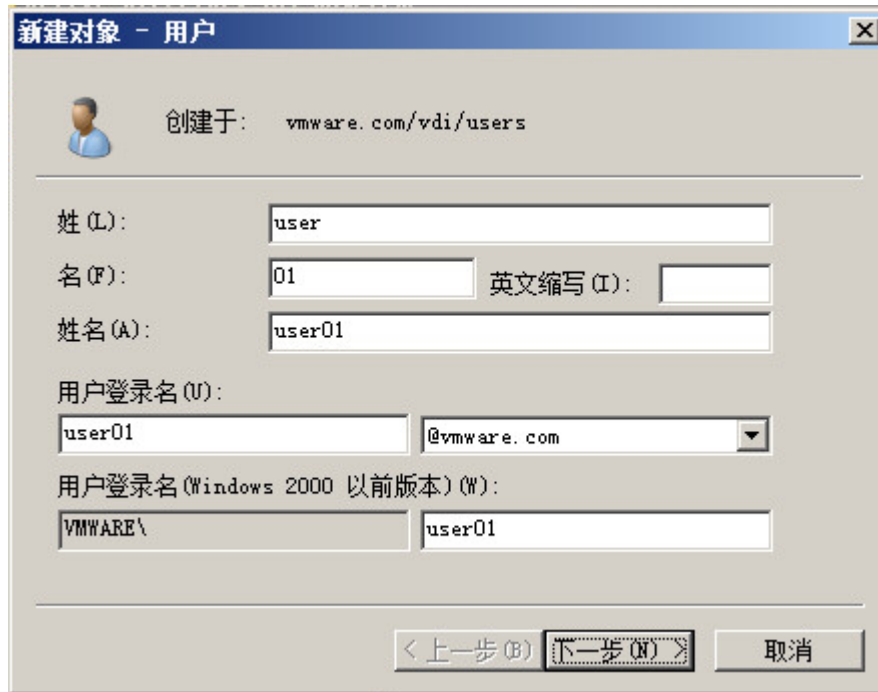 新建对象 - 用户
创建于: vmware.com/vdi/users
姓(L): user
名(F): 01 英文缩写(I):
姓名(A): user01
用户登录名(U):
user01 @vmware.com
用户登录名(Windows 2000 以前版本)(W):
VMWARE\ user01
< 上一步(B) 下一步(N) > 取消